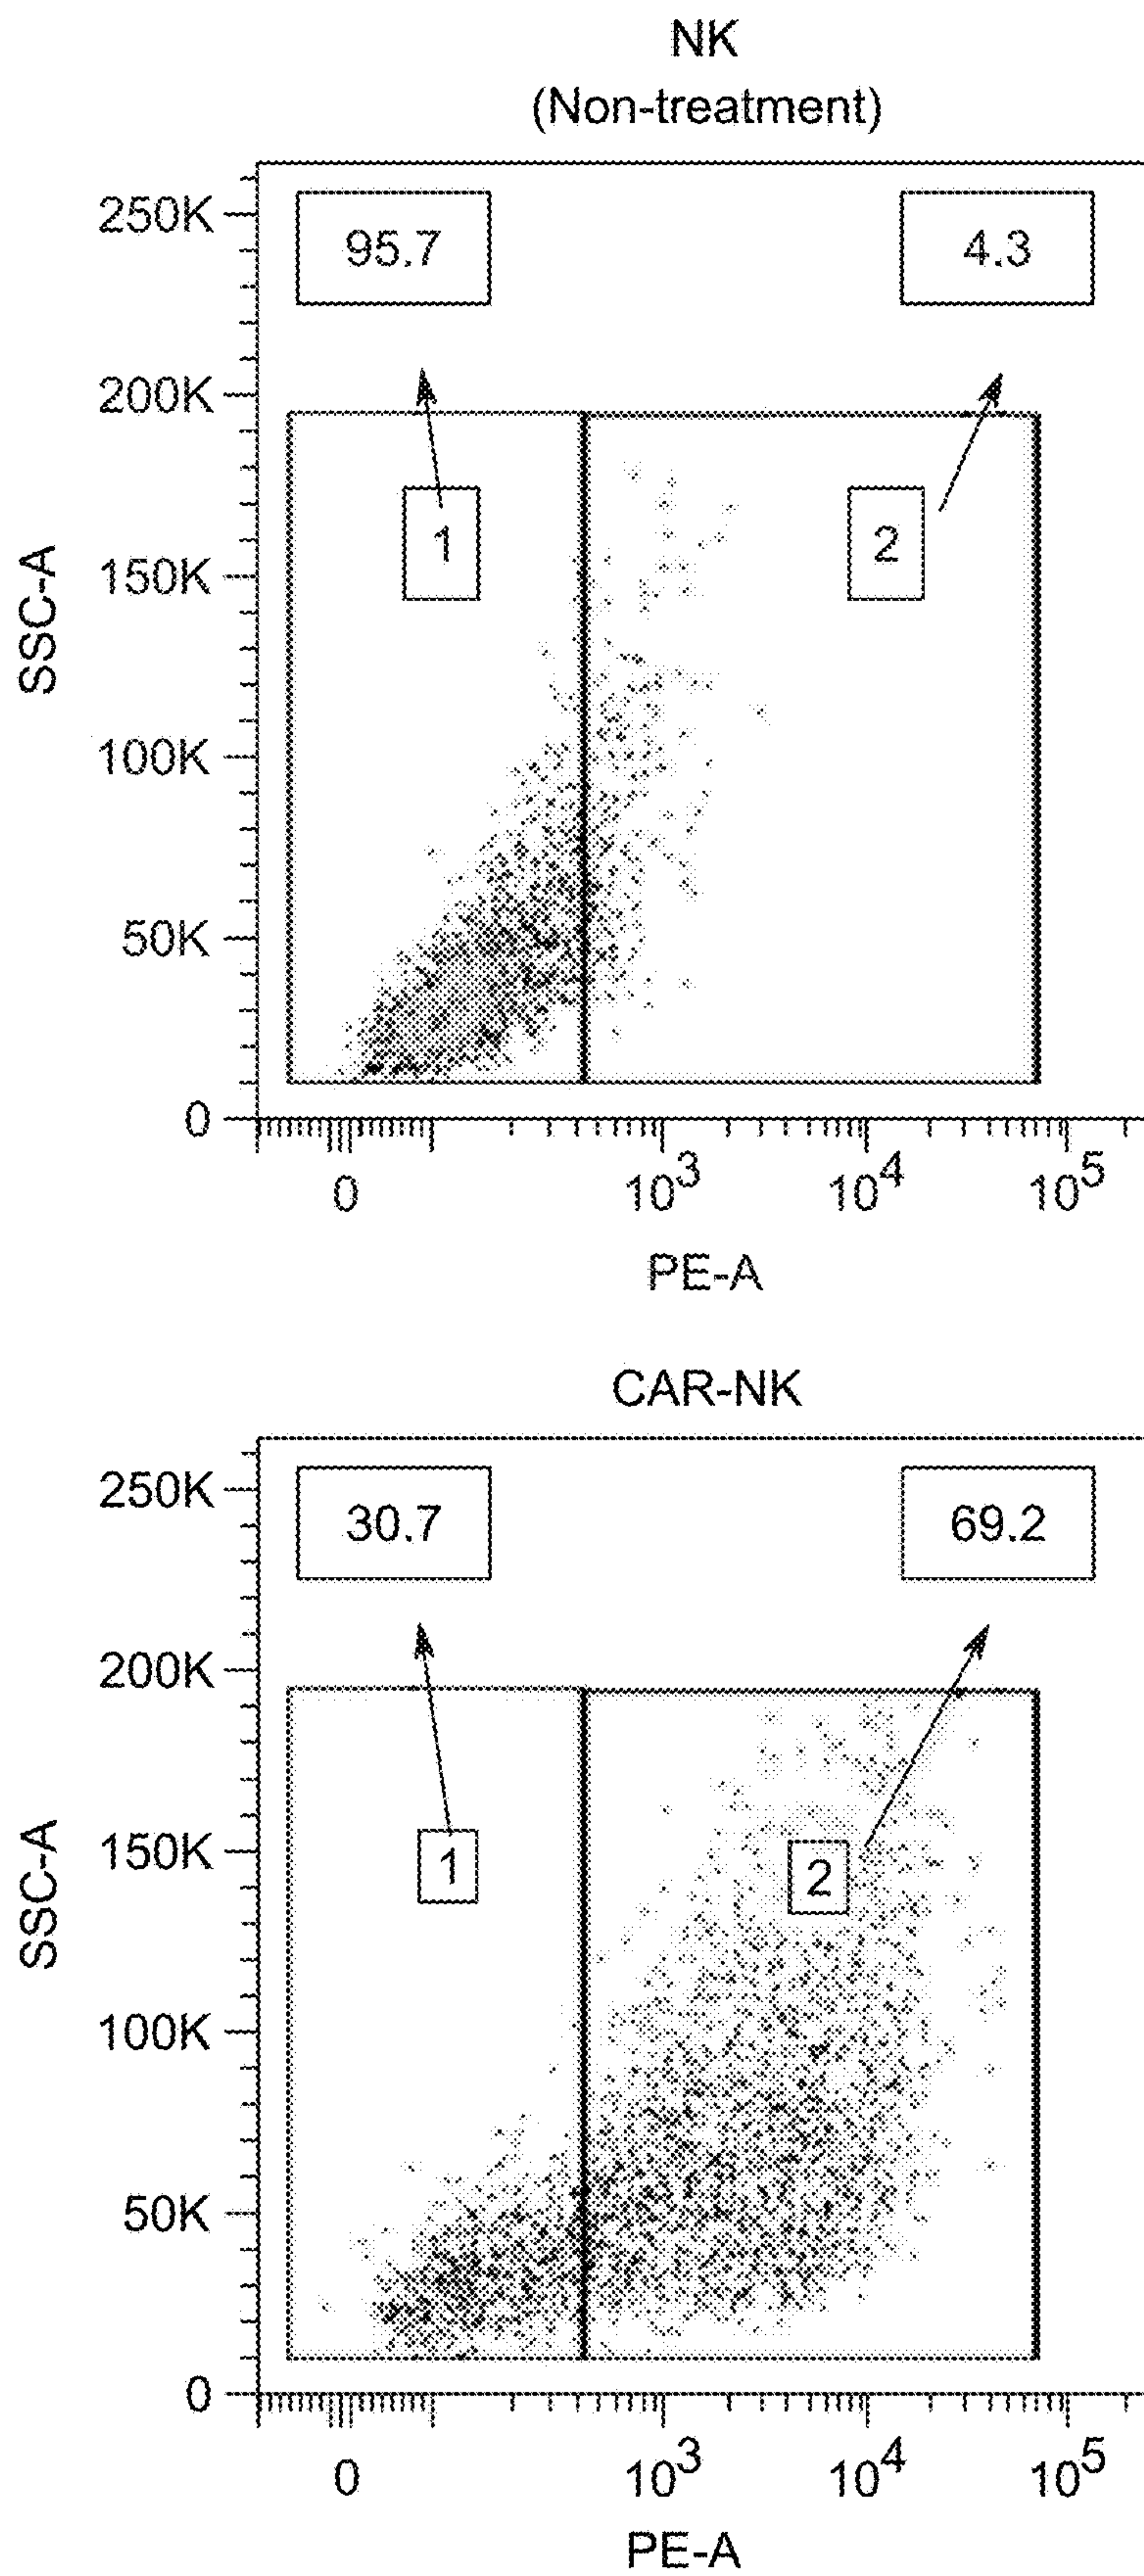 NK
(Non-treatment)
250K
95.7
4.3
200K
1
2
150K
SSC-A
100K
50K
0
0
10^3
10^4
10^5
PE-A
CAR-NK
250K
30.7
69.2
200K
1
2
150K
SSC-A
100K
50K
0
0
10^3
10^4
10^5
PE-A